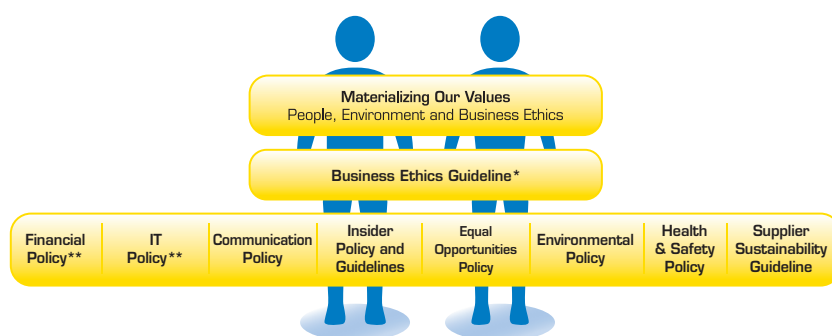 Materializing Our Values
People, Environment and Business Ethics
Business Ethics Guideline*
Financial
Policy**
IT
Policy**
Communication
Policy
Insider
Policy and
Guidelines
Equal
Opportunities
Policy
Environmental
Policy
Health
& Safety
Policy
Supplier
Sustainability
Guideline